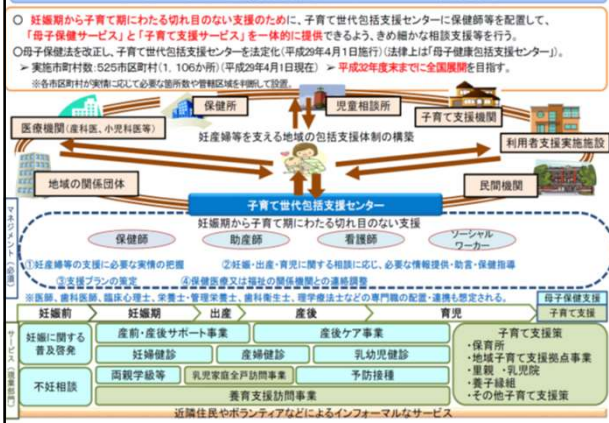 ○ 妊娠期から子育て期にわたる切れ目のない支援のために、子育て世代包括支援センターに保健師等を配置して、
「母子保健サービス」と「子育て支援サービス」を一体的に提供できるよう、きめ細かな相談支援等を行う。
○母子保健法を改正し、子育て世代包括支援センターを法定化(平成29年4月1日施行)(法律上は「母子健康包括支援センター」)。
➢ 実施市町村数:525市区町村(1,106か所)(平成29年4月1日現在) ➢ 平成32年度末までに全国展開を目指す。
※各市区町村が実情に応じて必要な箇所数や管轄区域を判断して設置。
保健所
児童相談所
子育て支援機関
医療機関(産科医、小児科医等)
妊産婦等を支える地域の包括支援体制の構築
利用者支援実施施設
地域の関係団体
民間機関
子育て世代包括支援センター
妊娠期から子育て期にわたる切れ目のない支援
マネジメント(必須)
保健師
助産師
看護師
ソーシャル
ワーカー
①妊産婦等の支援に必要な実情の把握 ②妊娠・出産・育児に関する相談に応じ、必要な情報提供・助言・保健指導
③支援プランの策定 ④保健医療又は福祉の関係機関との連絡調整
※医師、歯科医師、臨床心理士、栄養士・管理栄養士、歯科衛生士、理学療法士などの専門職の配置・連携も想定される。
母子保健支援
子育て支援
妊娠前 妊娠期 出産 産後 育児
サービス(現業部門)
妊娠に関する
普及啓発
産前・産後サポート事業
産後ケア事業
子育て支援策
・保育所
・地域子育て支援拠点事業
・里親 ・乳児院
・養子縁組
・その他子育て支援策
妊婦健診
産婦健診
乳幼児健診
不妊相談
両親学級等
乳児家庭全戸訪問事業
予防接種
養育支援訪問事業
近隣住民やボランティアなどによるインフォーマルなサービス